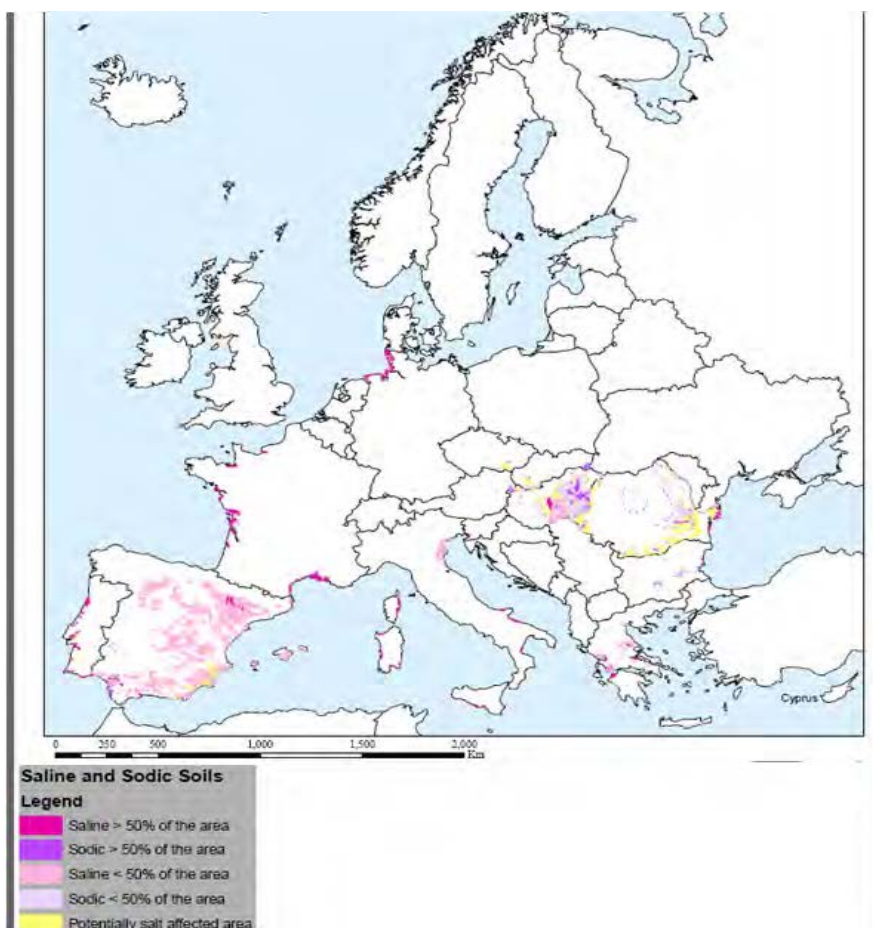 Cyprus
0 250 500 1,000 1,500 2,000
Km
Saline and Sodic Soils
Legend
Saline > 50% of the area
Sodic > 50% of the area
Saline < 50% of the area
Sodic < 50% of the area
Potentially salt affected area